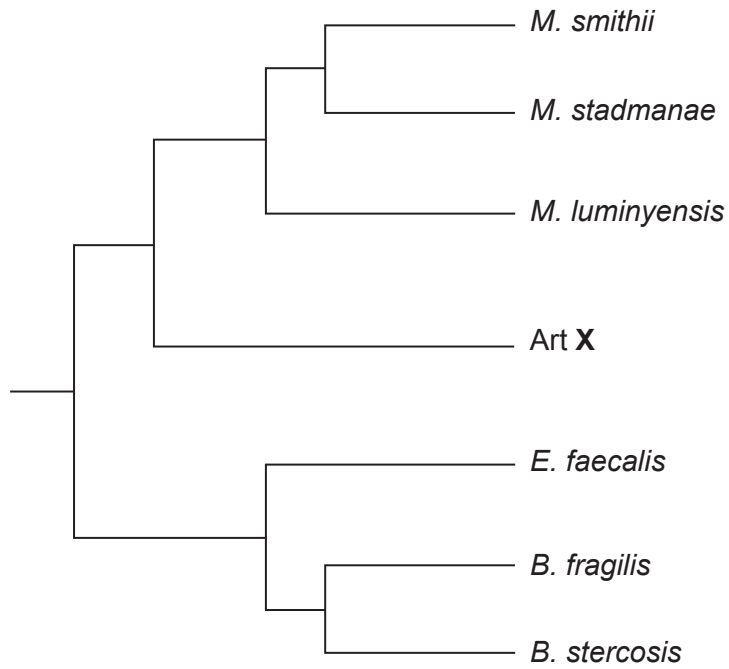 M. smithii
M. stadmanae
M. luminyensis
Art X
E. faecalis
B. fragilis
B. stercosis